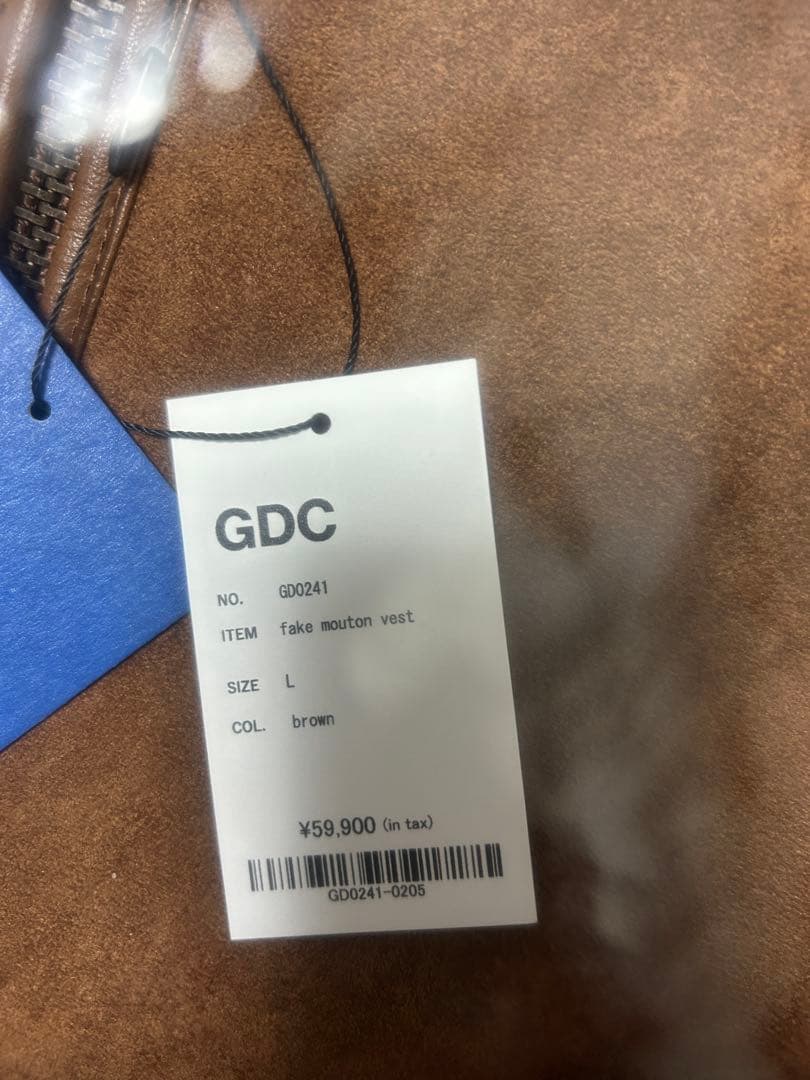 GDC
NO. GD0241
ITEM fake mouton vest
SIZE L
COL. brown
¥59,900 (in tax)
GD0241-0205